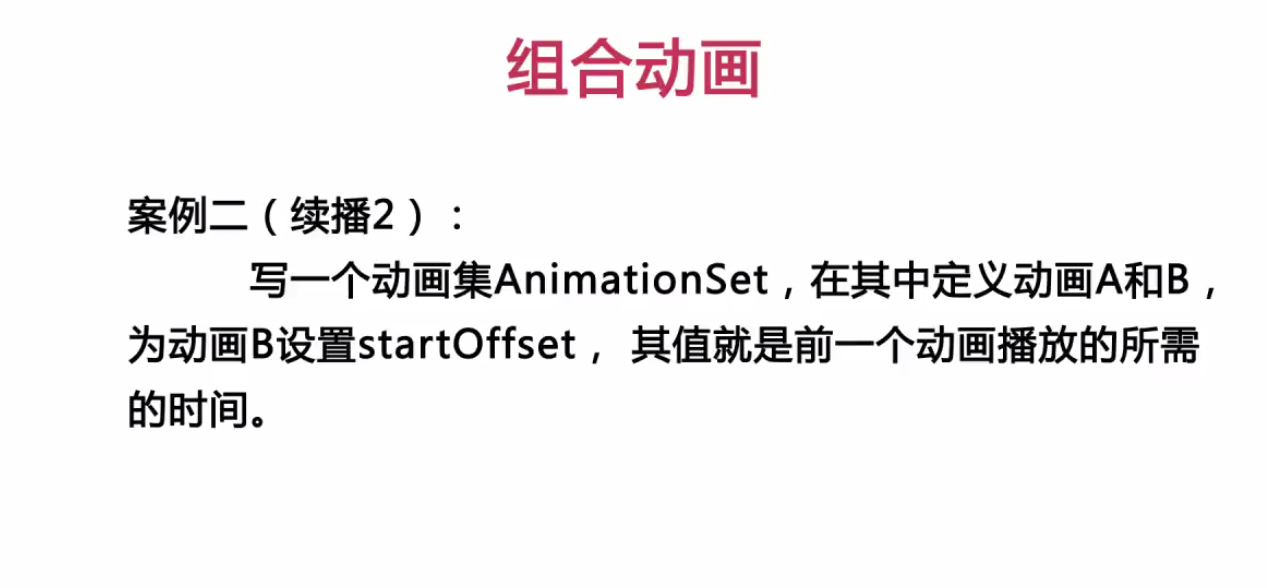 组合动画
案例二（续播2）：
写一个动画集AnimationSet，在其中定义动画A和B，
为动画B设置startOffset， 其值就是前一个动画播放的所需
的时间。